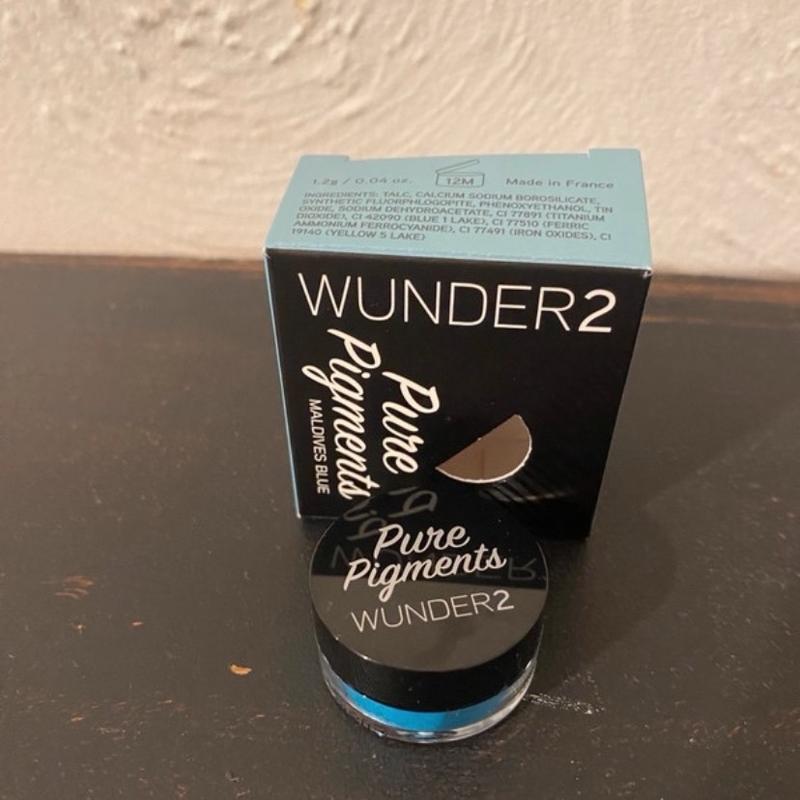 1.2g / 0.04 oz. 12M Made in France
INGREDIENTS: TALC, CALCIUM SODIUM BOROSILICATE,
SYNTHETIC FLUORPHLOGOPITE, PHENOXYETHANOL, TIN
OXIDE, SODIUM DEHYDROACETATE, CI 77891 (TITANIUM
DIOXIDE), CI 42090 (BLUE 1 LAKE), CI 77510 (FERRIC
AMMONIUM FERROCYANIDE), CI 77491 (IRON OXIDES), CI
19140 (YELLOW 5 LAKE)
WUNDER2
Pure
Pigments
MALDIVES BLUE
Pure
Pigments
WUNDER2